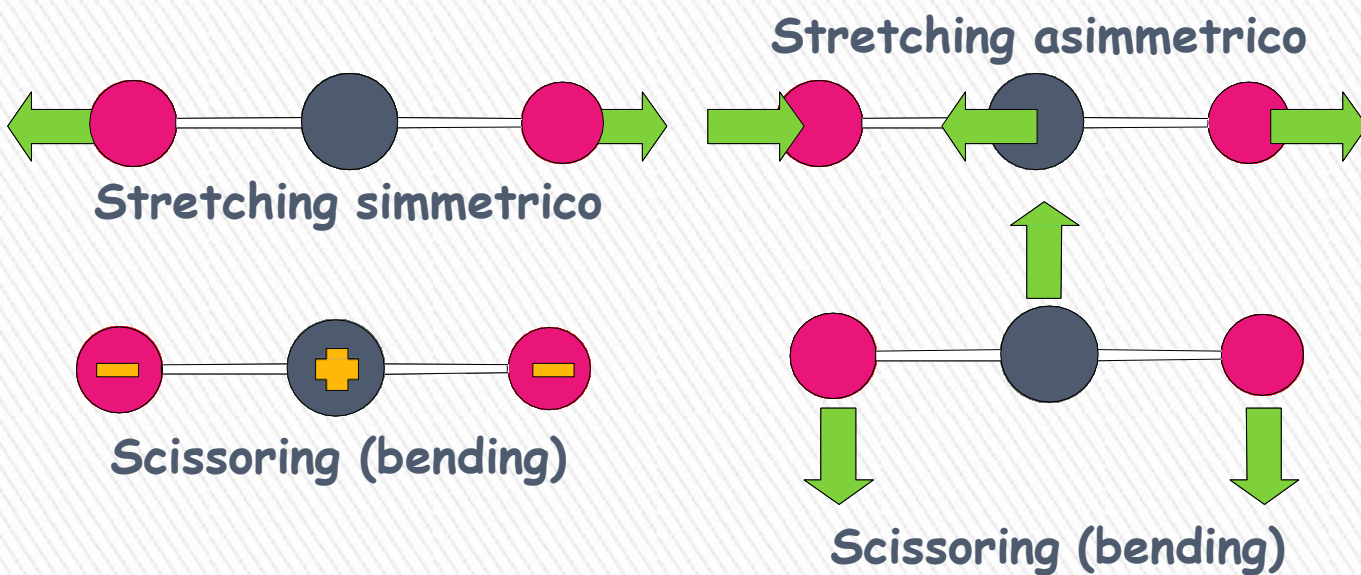 Stretching asimmetrico
Stretching simmetrico
Scissoring (bending)
Scissoring (bending)